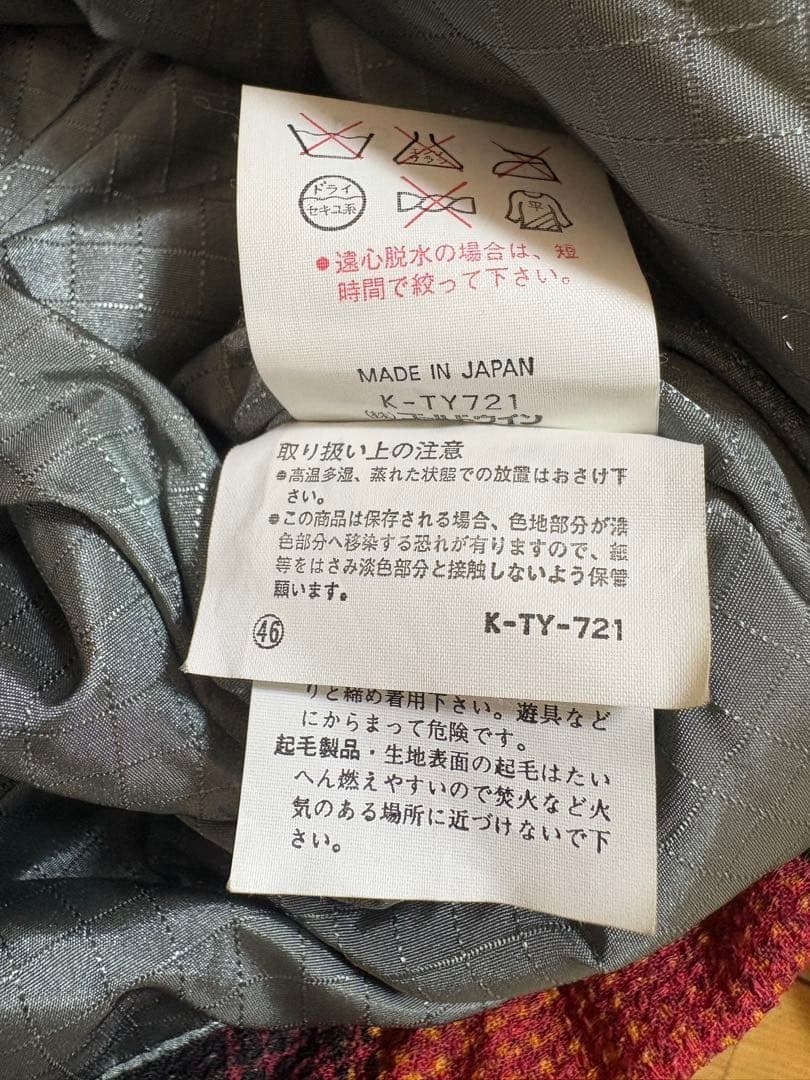 ドライ
セキユ系
平
●遠心脱水の場合は、短
時間で絞って下さい。
MADE IN JAPAN
K-TY721
(株)ゴールドウイン
取り扱い上の注意
●高温多湿、蒸れた状態での放置はおさけ下
さい。
●この商品は保存される場合、色地部分が淡
色部分へ移染する恐れが有りますので、紙
等をはさみ淡色部分と接触しないよう保管
願います。
㊻
K-TY-721
りと締め着用下さい。遊具など
にからまって危険です。
起毛製品・生地表面の起毛はたい
へん燃えやすいので焚火など火
気のある場所に近づけないで下
さい。